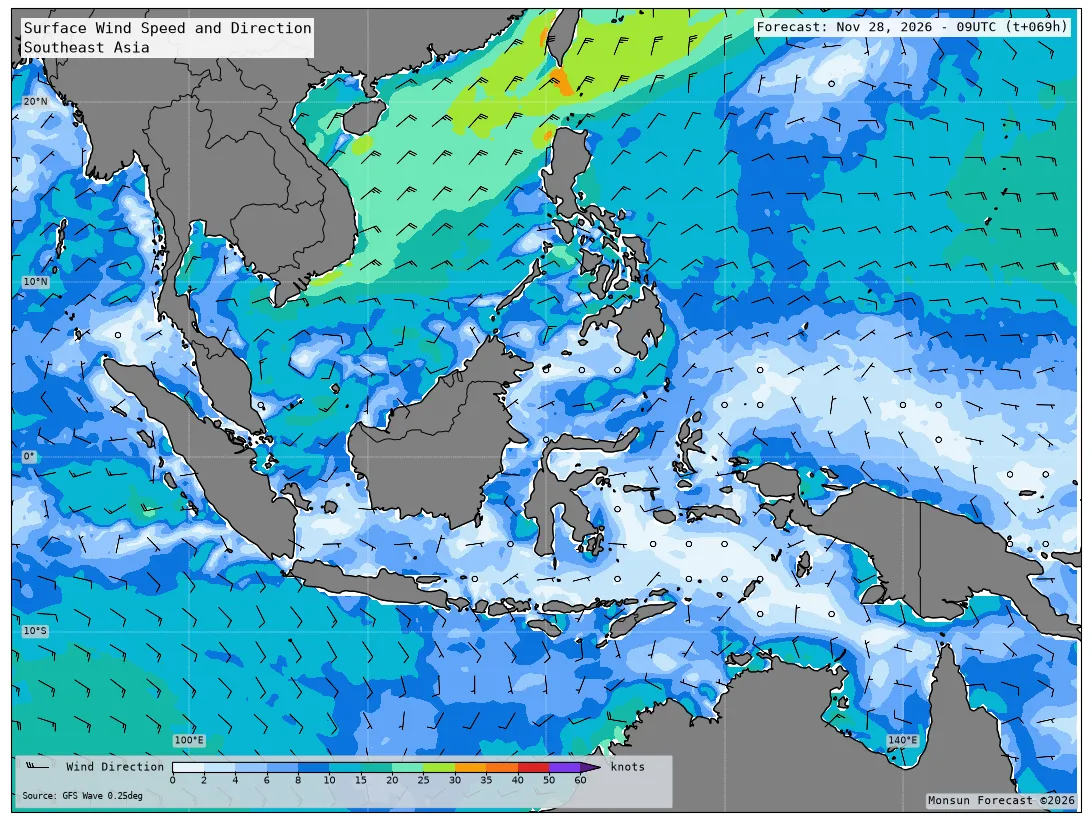 Surface Wind Speed and Direction
Southeast Asia
Forecast: Nov 28, 2026 - 09UTC (t+069h)
20°N
10°N
0°
10°S
100°E
140°E
Wind Direction
0 2 4 6 8 10 15 20 25 30 35 40 50 60
knots
Source: GFS Wave 0.25deg
Monsun Forecast ©2026